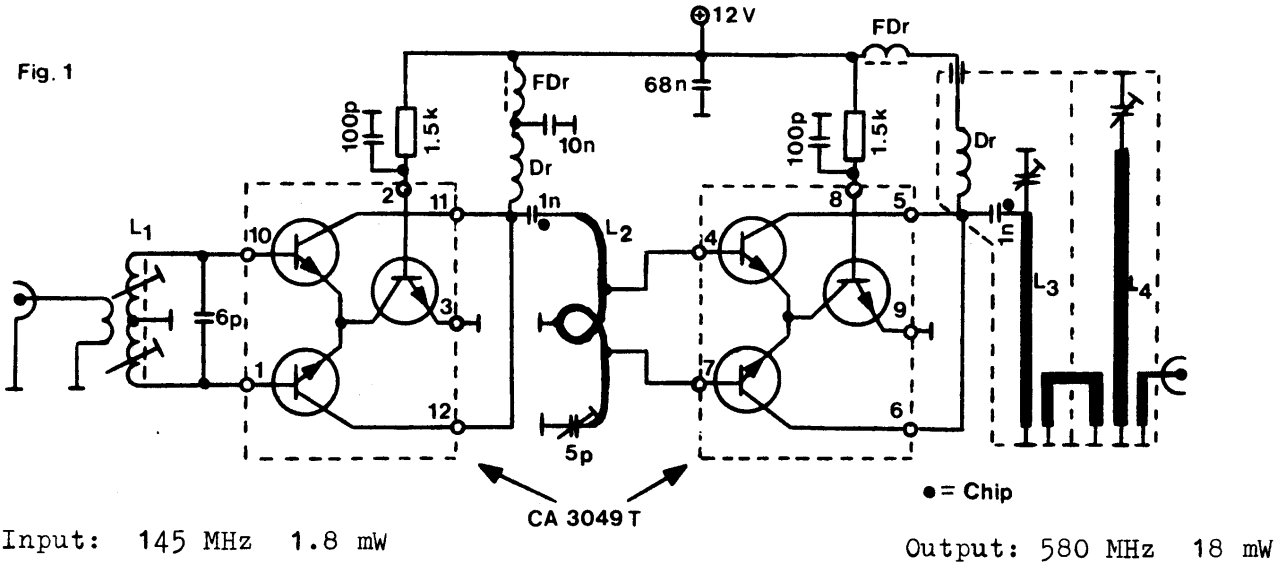 Fig. 1
12 V
FDr
FDr
68n
100p
1.5k
10n
Dr
100p
1.5k
Dr
2
11
1n
8
5
1n
L1
10
L2
4
6p
3
9
L3
L4
1
12
7
6
5p
CA 3049 T
● = Chip
Input: 145 MHz 1.8 mW
Output: 580 MHz 18 mW